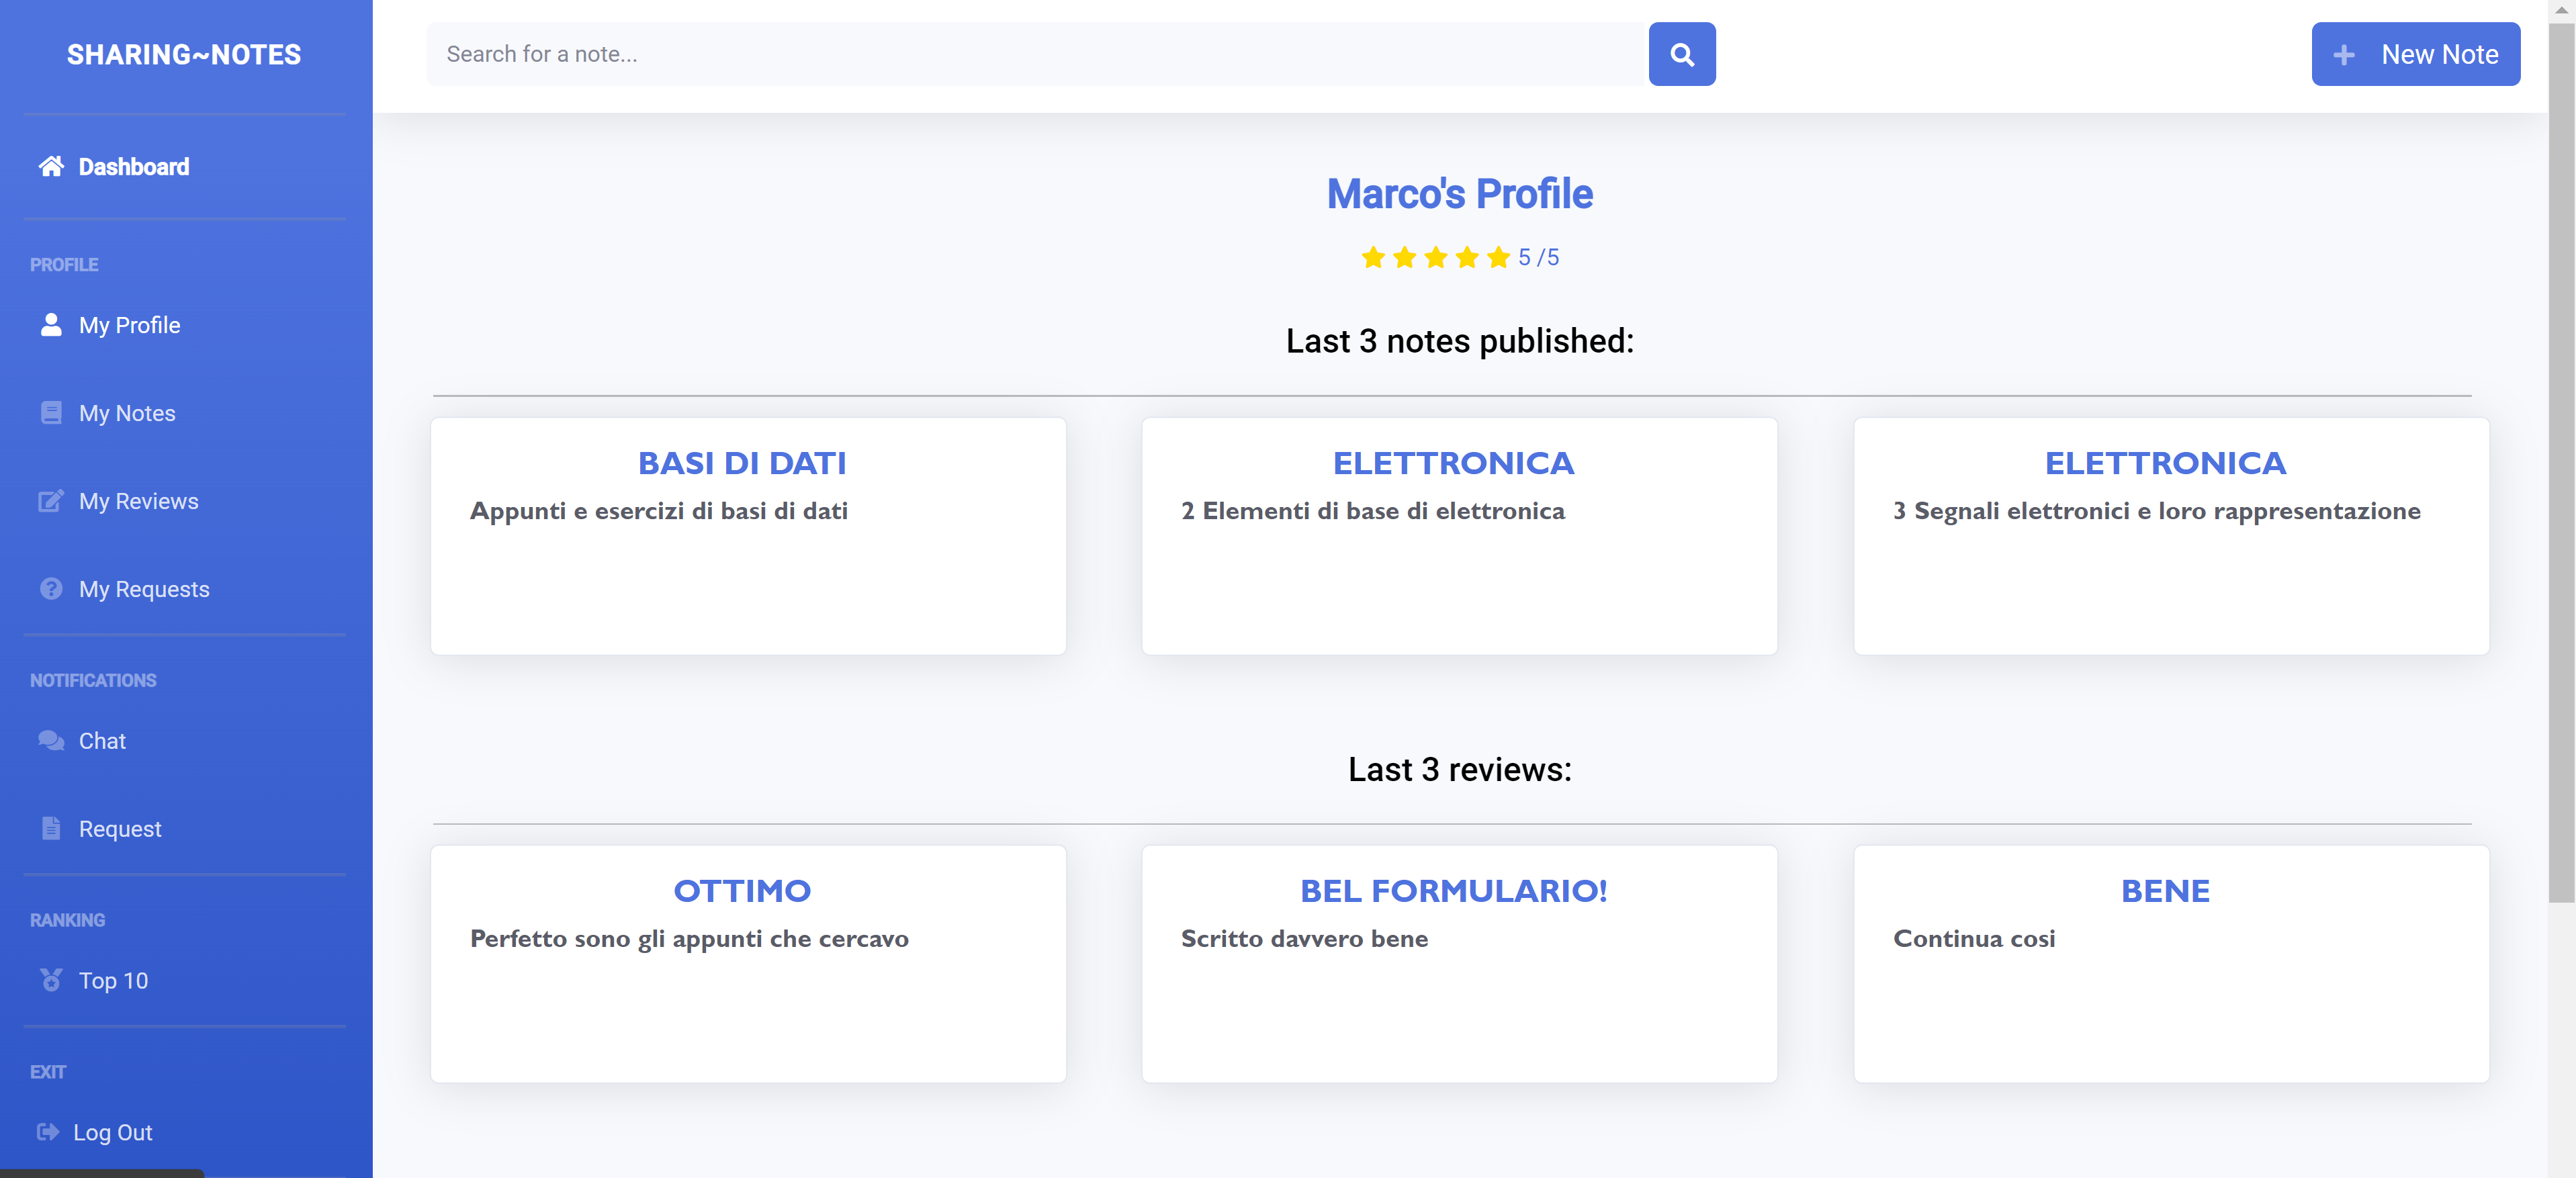 SHARING~NOTES
Dashboard
PROFILE
My Profile
My Notes
My Reviews
My Requests
NOTIFICATIONS
Chat
Request
RANKING
Top 10
EXIT
Log Out
Search for a note...
New Note
Marco's Profile
5 /5
Last 3 notes published:
BASI DI DATI
Appunti e esercizi di basi di dati
ELETTRONICA
2 Elementi di base di elettronica
ELETTRONICA
3 Segnali elettronici e loro rappresentazione
Last 3 reviews:
OTTIMO
Perfetto sono gli appunti che cercavo
BEL FORMULARIO!
Scritto davvero bene
BENE
Continua cosi